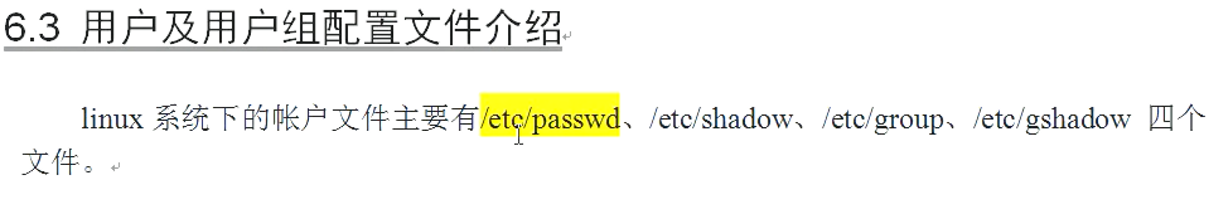 6.3 用户及用户组配置文件介绍
linux 系统下的帐户文件主要有/etc/passwd、/etc/shadow、/etc/group、/etc/gshadow 四个
文件。